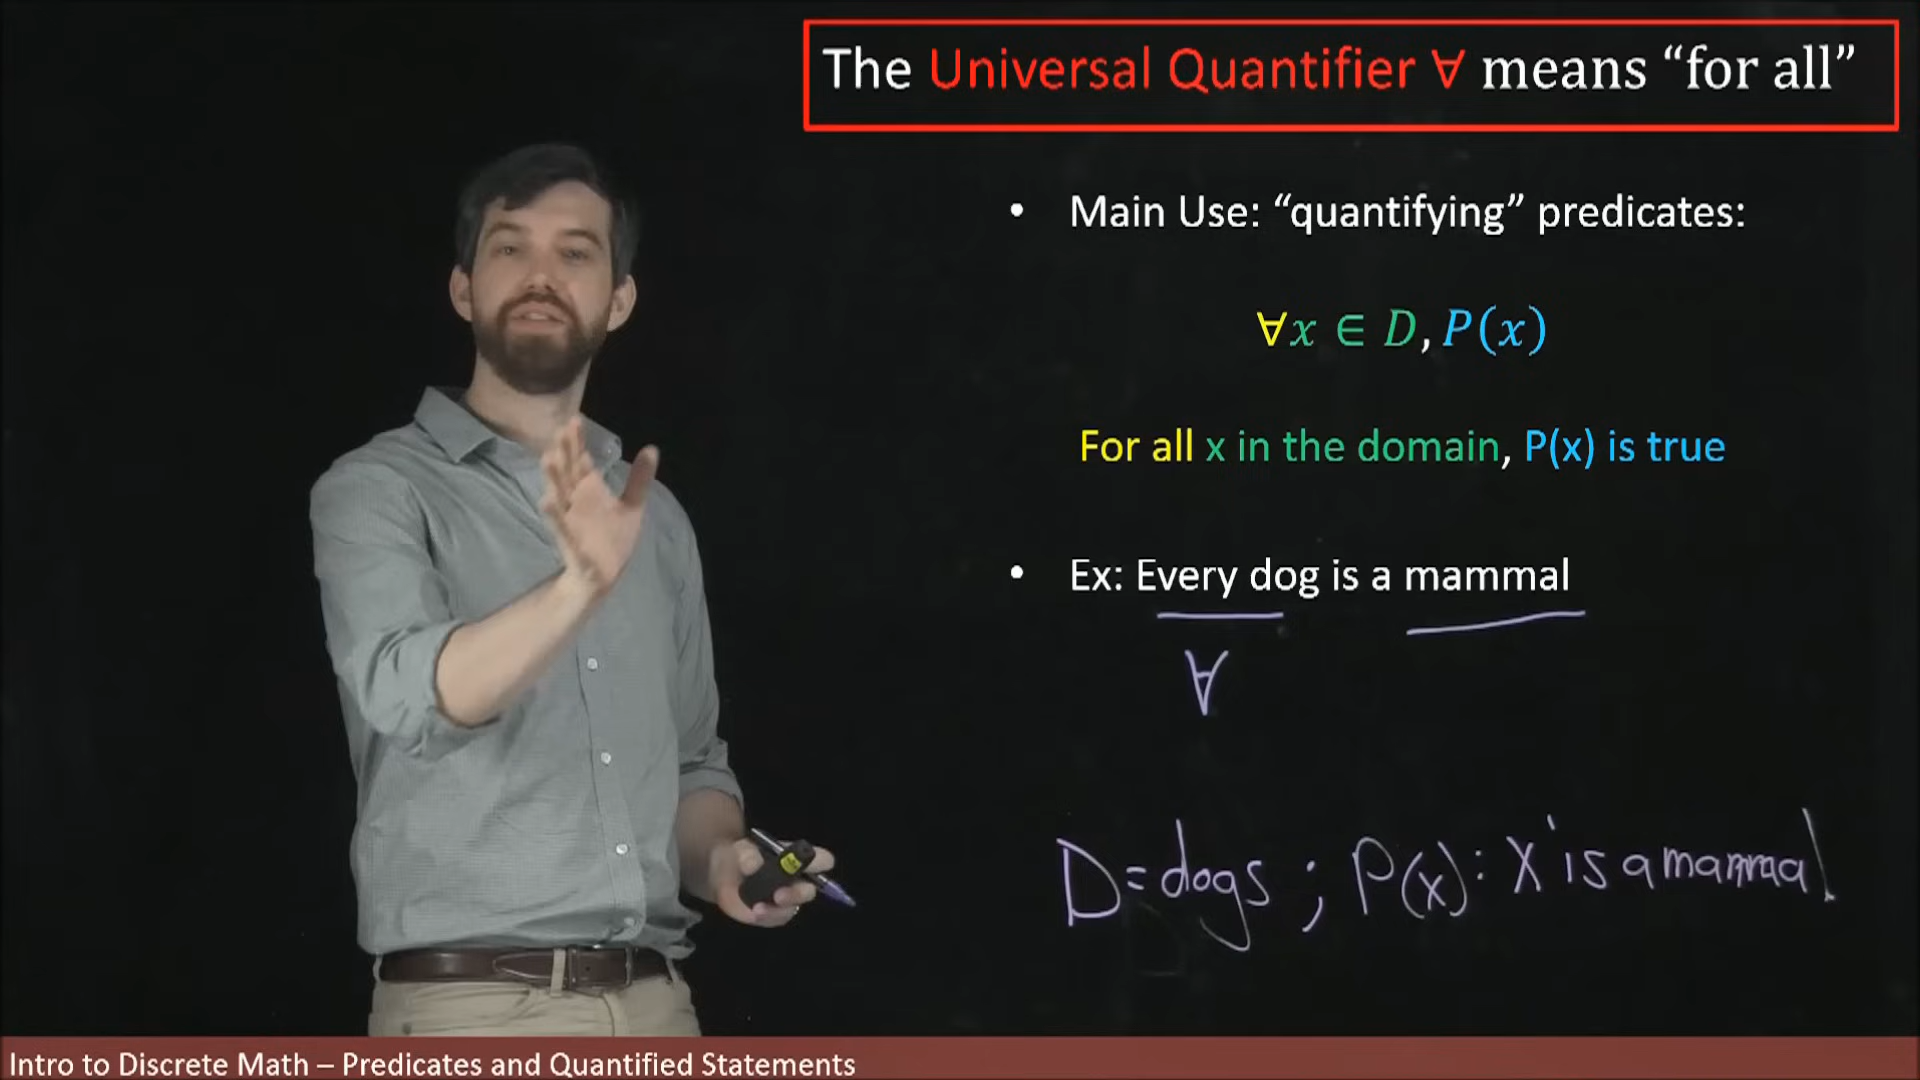 The Universal Quantifier ∀ means “for all”
• Main Use: “quantifying” predicates:
∀x ∈ D, P(x)
For all x in the domain, P(x) is true
• Ex: Every dog is a mammal
∀
D = dogs ; P(x): X is a mammal
Intro to Discrete Math – Predicates and Quantified Statements